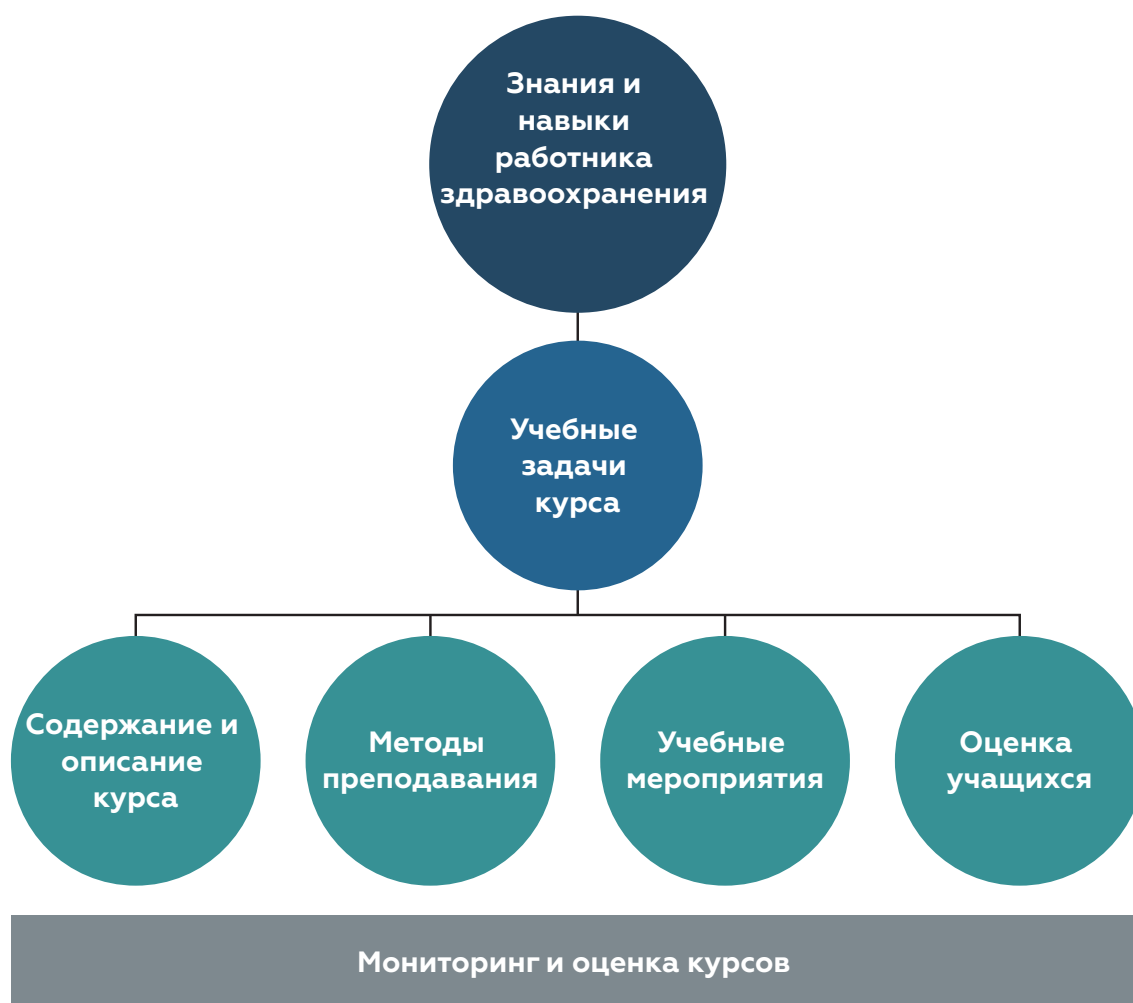 Знания и
навыки
работника
здравоохранения
Учебные
задачи
курса
Содержание и
описание
курса
Методы
преподавания
Учебные
мероприятия
Оценка
учащихся
Мониторинг и оценка курсов